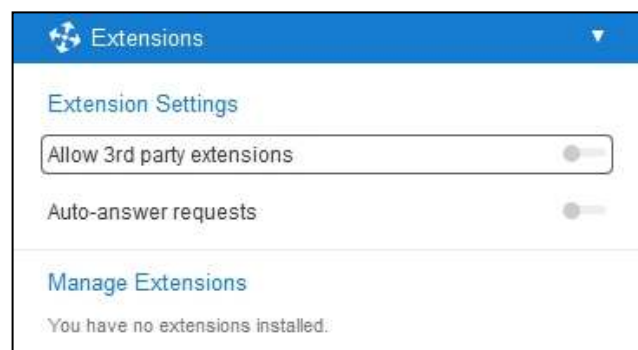 Extensions
Extension Settings
Allow 3rd party extensions
Auto-answer requests
Manage Extensions
You have no extensions installed.